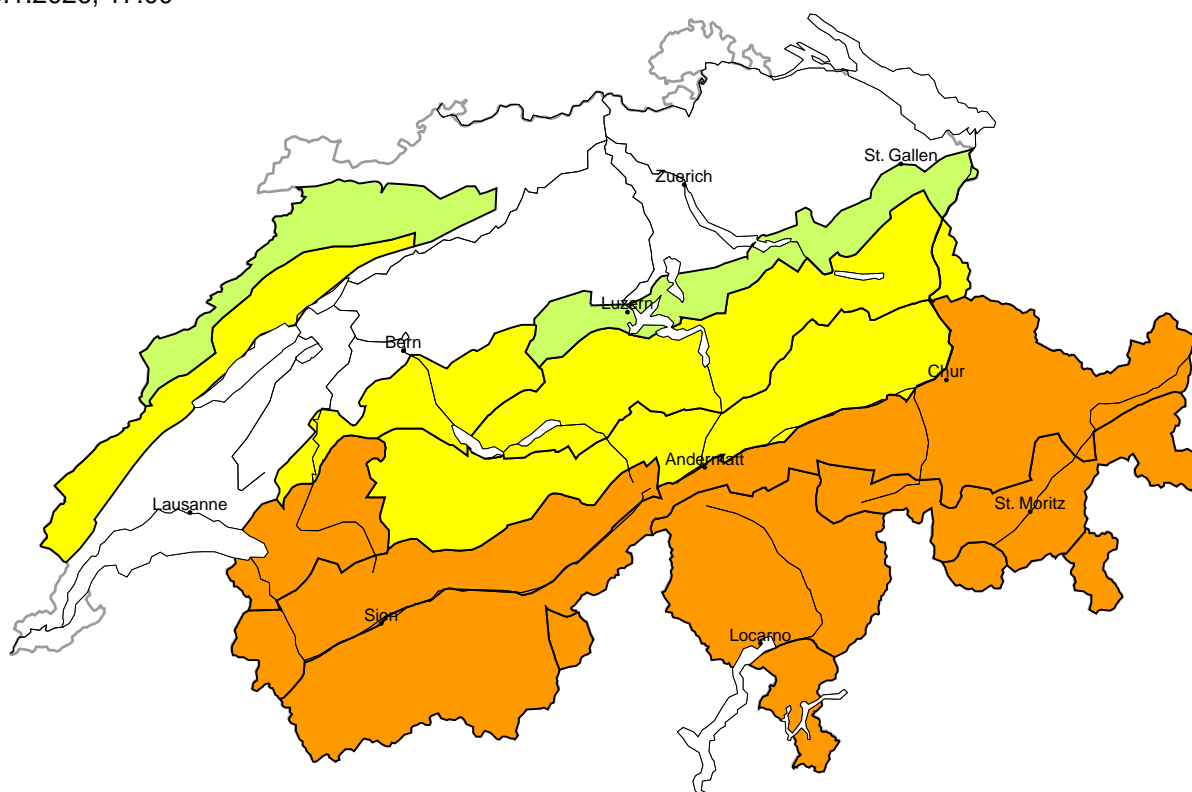 St. Gallen
Zuerich
Luzern
Bern
Chur
Andermatt
Lausanne
St. Moritz
Sion
Locarno